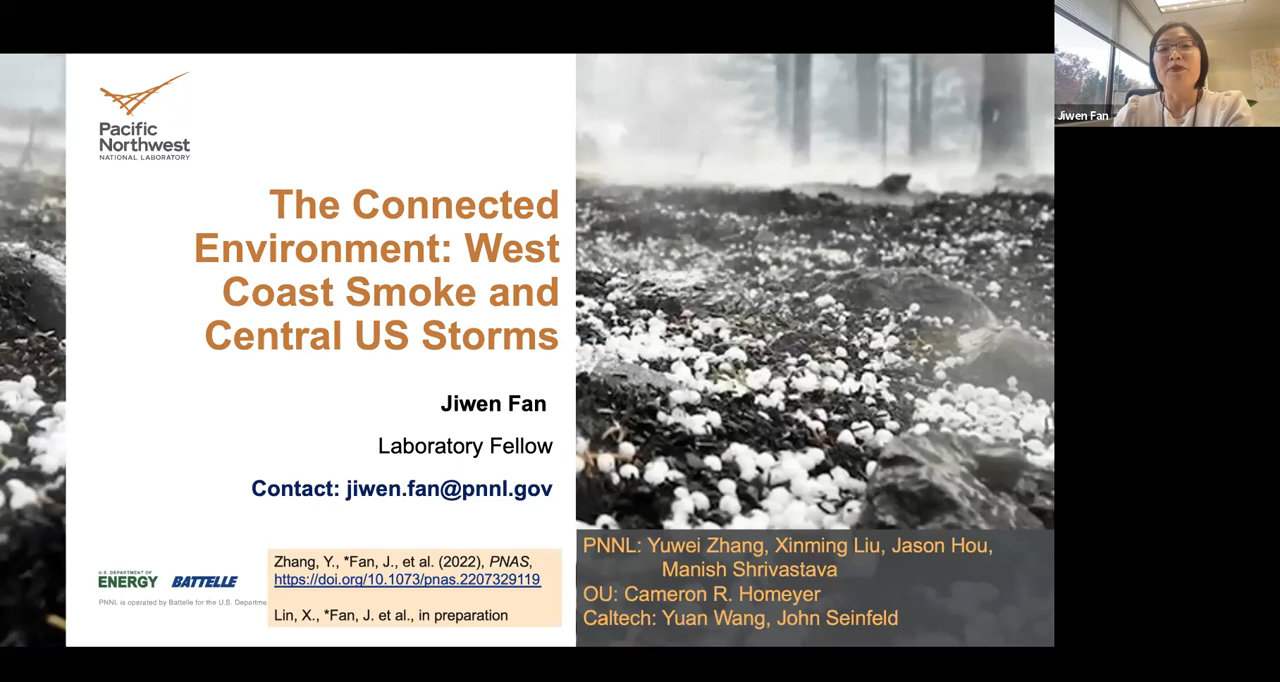 Pacific
Northwest
NATIONAL LABORATORY
The Connected
Environment: West
Coast Smoke and
Central US Storms
Jiwen Fan
Laboratory Fellow
Contact: jiwen.fan@pnnl.gov
U.S. DEPARTMENT OF
ENERGY
BATTELLE
PNNL is operated by Battelle for the U.S. Departme
Zhang, Y., *Fan, J., et al. (2022), PNAS,
https://doi.org/10.1073/pnas.2207329119
Lin, X., *Fan, J. et al., in preparation
PNNL: Yuwei Zhang, Xinming Liu, Jason Hou,
Manish Shrivastava
OU: Cameron R. Homeyer
Caltech: Yuan Wang, John Seinfeld
Jiwen Fan